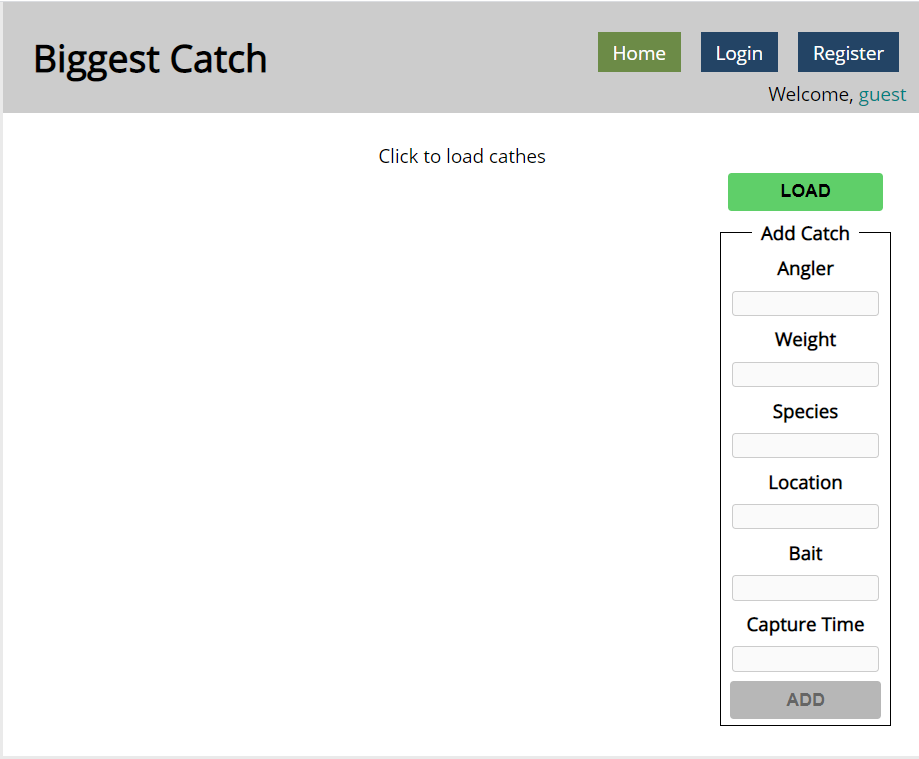 Biggest Catch
Home Login Register
Welcome, guest
Click to load cathes
LOAD
Add Catch
Angler
Weight
Species
Location
Bait
Capture Time
ADD